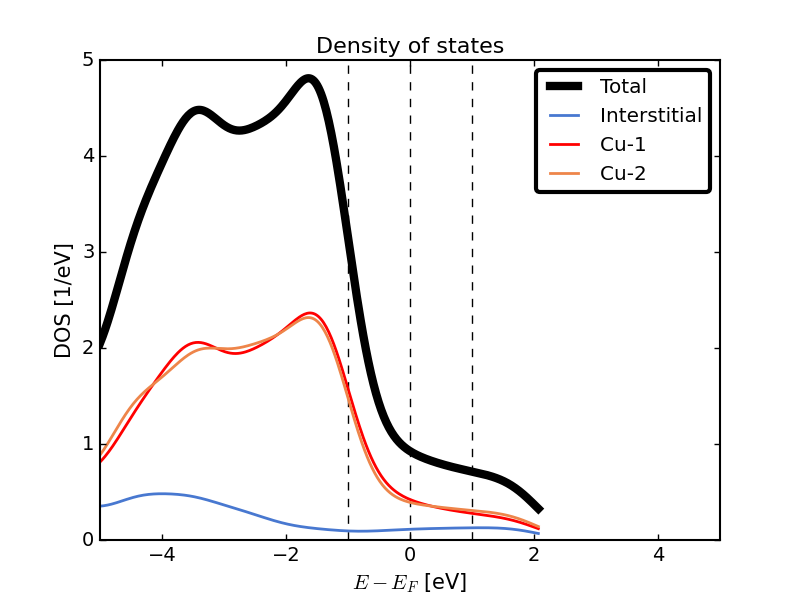 Density of states
5
4
3
2
1
0
DOS [1/eV]
Total
Interstitial
Cu-1
Cu-2
−4
−2
0
2
4
E − E_F [eV]